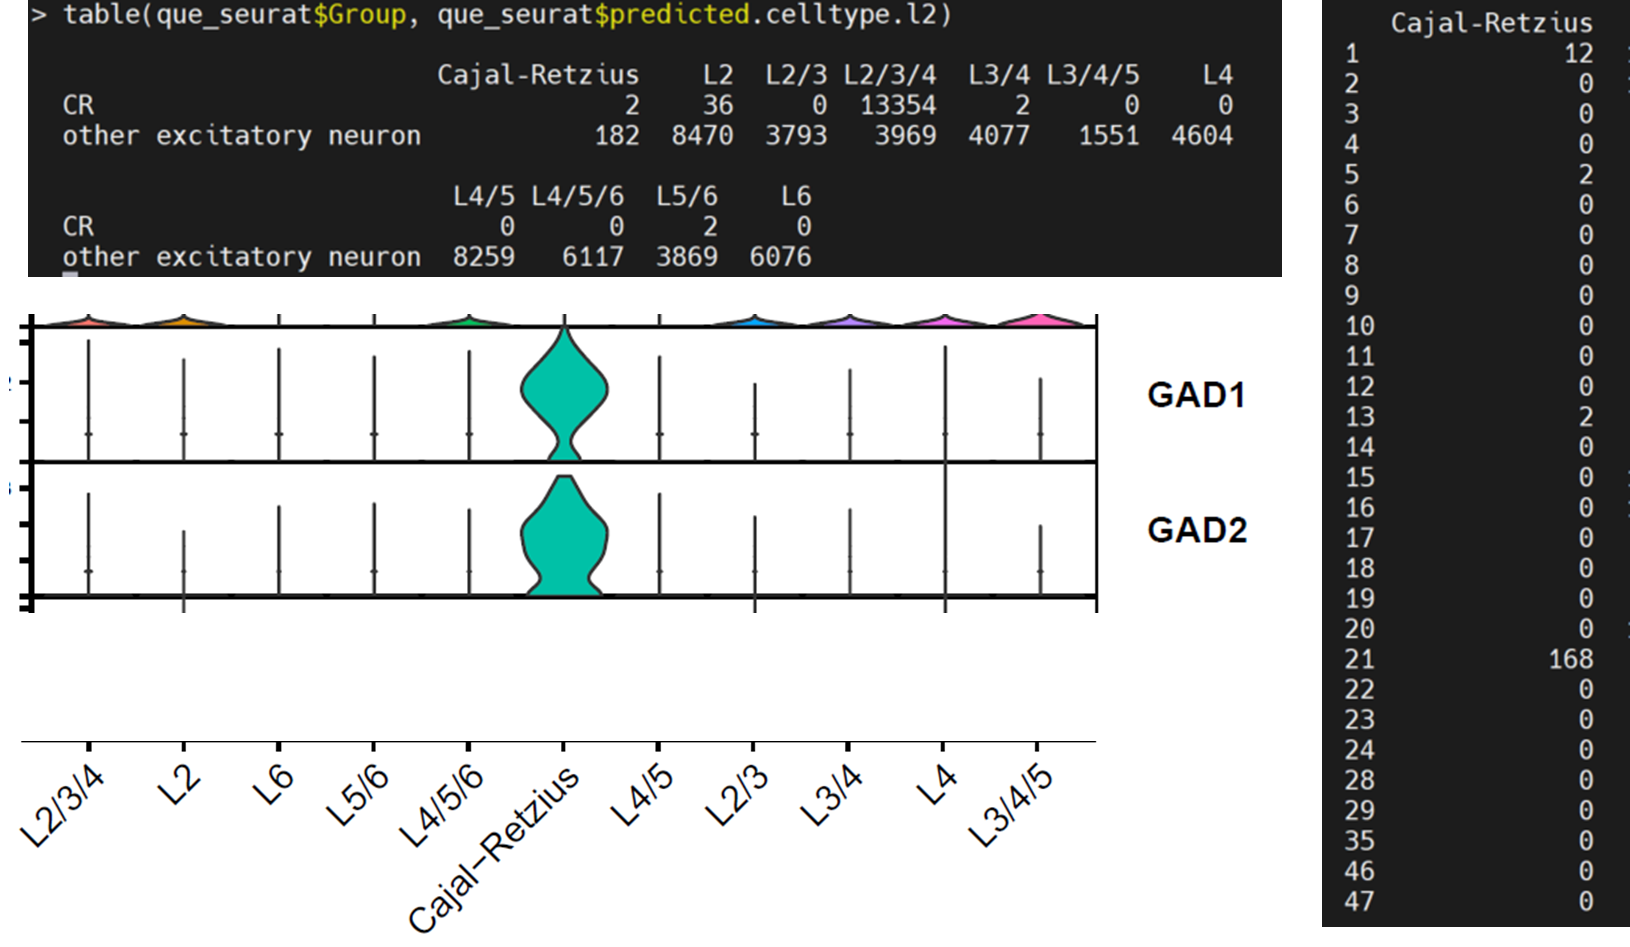 > table(que_seurat$Group, que_seurat$predicted.celltype.l2)
Cajal-Retzius L2 L2/3 L2/3/4 L3/4 L3/4/5 L4
CR 2 36 0 13354 2 0 0
other excitatory neuron 182 8470 3793 3969 4077 1551 4604
L4/5 L4/5/6 L5/6 L6
CR 0 0 2 0
other excitatory neuron 8259 6117 3869 6076
GAD1
GAD2
L2/3/4
L2
L6
L5/6
L4/5/6
Cajal-Retzius
L4/5
L2/3
L3/4
L4
L3/4/5
Cajal-Retzius
1 12
2 0
3 0
4 0
5 2
6 0
7 0
8 0
9 0
10 0
11 0
12 0
13 2
14 0
15 0
16 0
17 0
18 0
19 0
20 0
21 168
22 0
23 0
24 0
28 0
29 0
35 0
46 0
47 0